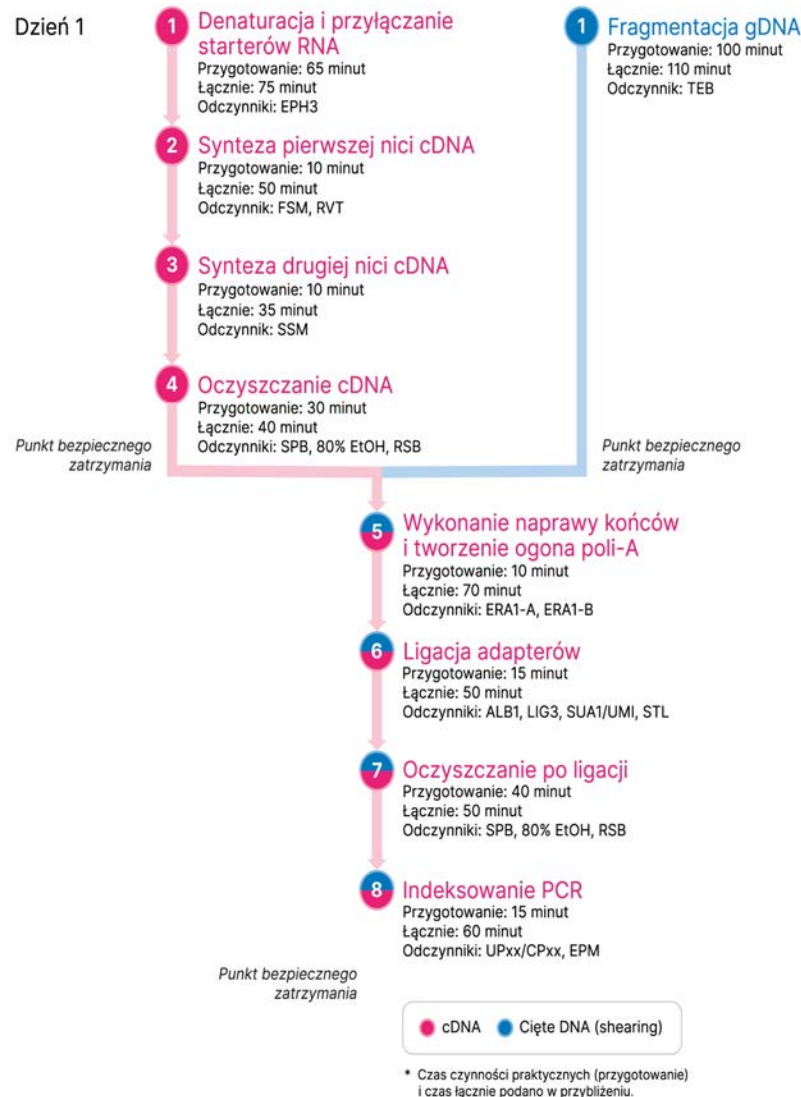 Dzień 1
1
Denaturacja i przyłączanie
starterów RNA
Przygotowanie: 65 minut
Łącznie: 75 minut
Odczynniki: EPH3
1
Fragmentacja gDNA
Przygotowanie: 100 minut
Łącznie: 110 minut
Odczynnik: TEB
2
Synteza pierwszej nici cDNA
Przygotowanie: 10 minut
Łącznie: 50 minut
Odczynnik: FSM, RVT
3
Synteza drugiej nici cDNA
Przygotowanie: 10 minut
Łącznie: 35 minut
Odczynnik: SSM
4
Oczyszczanie cDNA
Przygotowanie: 30 minut
Łącznie: 40 minut
Odczynniki: SPB, 80% EtOH, RSB
Punkt bezpiecznego
zatrzymania
Punkt bezpiecznego
zatrzymania
5
Wykonanie naprawy końców
i tworzenie ogona poli-A
Przygotowanie: 10 minut
Łącznie: 70 minut
Odczynniki: ERA1-A, ERA1-B
6
Ligacja adapterów
Przygotowanie: 15 minut
Łącznie: 50 minut
Odczynniki: ALB1, LIG3, SUA1/UMI, STL
7
Oczyszczanie po ligacji
Przygotowanie: 40 minut
Łącznie: 50 minut
Odczynniki: SPB, 80% EtOH, RSB
8
Indeksowanie PCR
Przygotowanie: 15 minut
Łącznie: 60 minut
Odczynniki: UPxx/CPxx, EPM
Punkt bezpiecznego
zatrzymania
cDNA
Cięte DNA (shearing)
* Czas czynności praktycznych (przygotowanie)
i czas łącznie podano w przybliżeniu.